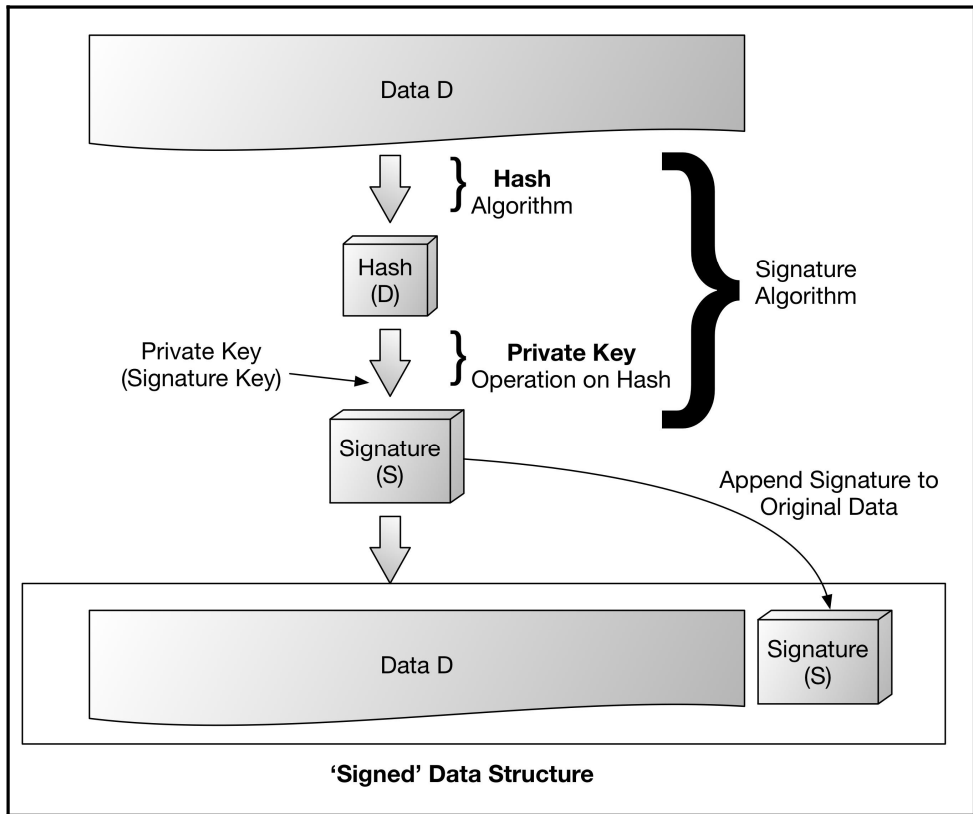 Data D
Hash
Algorithm
Hash
(D)
Signature
Algorithm
Private Key
(Signature Key)
Private Key
Operation on Hash
Signature
(S)
Append Signature to
Original Data
Data D
Signature
(S)
‘Signed’ Data Structure